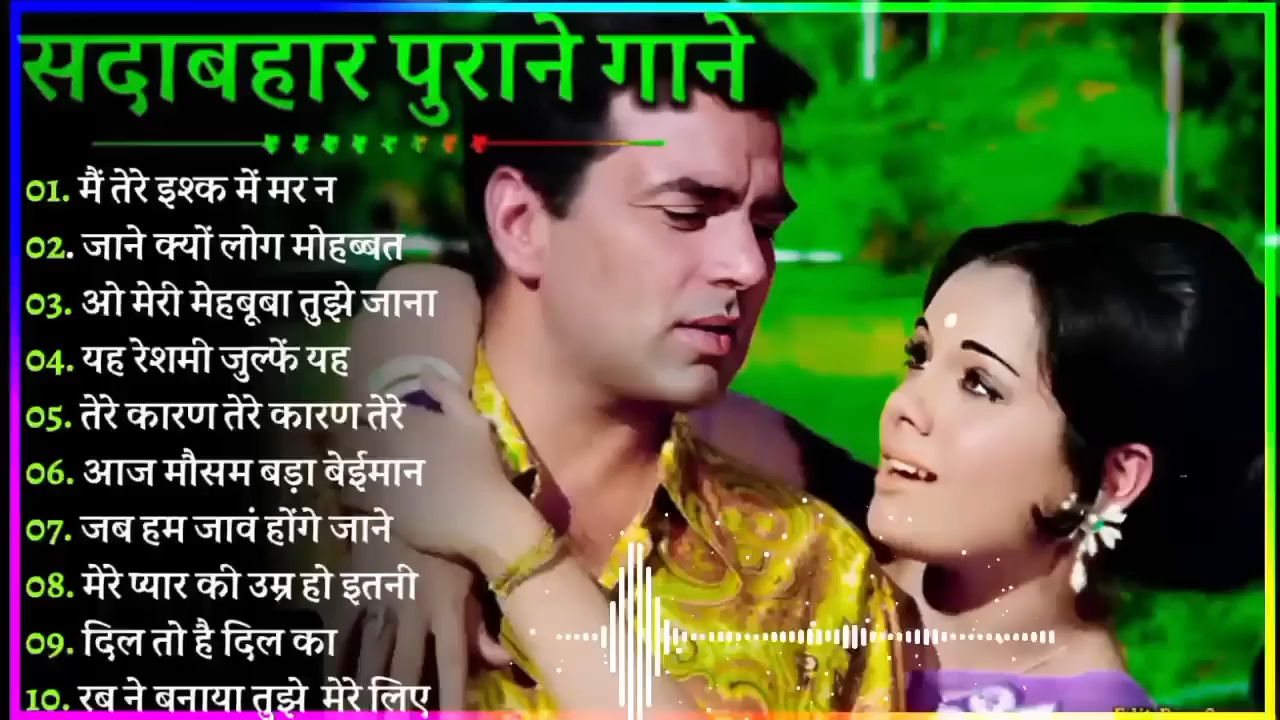 सदाबहार पुराने गाने
01. मैं तेरे इश्क में मर न
02. जाने क्यों लोग मोहब्बत
03. ओ मेरी मेहबूबा तुझे जाना
04. यह रेशमी जुल्फें यह
05. तेरे कारण तेरे कारण तेरे
06. आज मौसम बड़ा बेईमान
07. जब हम जावं होंगे जाने
08. मेरे प्यार की उम्र हो इतनी
09. दिल तो है दिल का
10. रब ने बनाया तुझे मेरे लिए